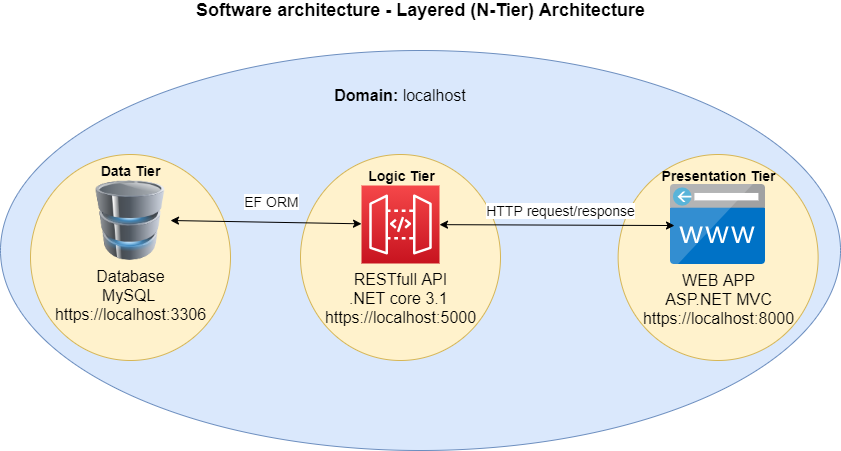 Software architecture - Layered (N-Tier) Architecture
Domain: localhost
Data Tier
Logic Tier
Presentation Tier
EF ORM
HTTP request/response
</>
WWW
Database
MySQL
https://localhost:3306
RESTfull API
.NET core 3.1
https://localhost:5000
WEB APP
ASP.NET MVC
https://localhost:8000